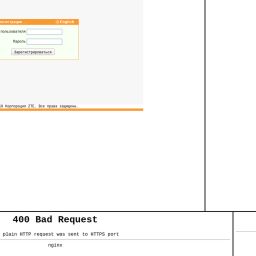 English
пользователя
Пароль
Зарегистрироваться
Корпорация ZTE. Все права защищены.
400 Bad Request
plain HTTP request was sent to HTTPS port
nginx